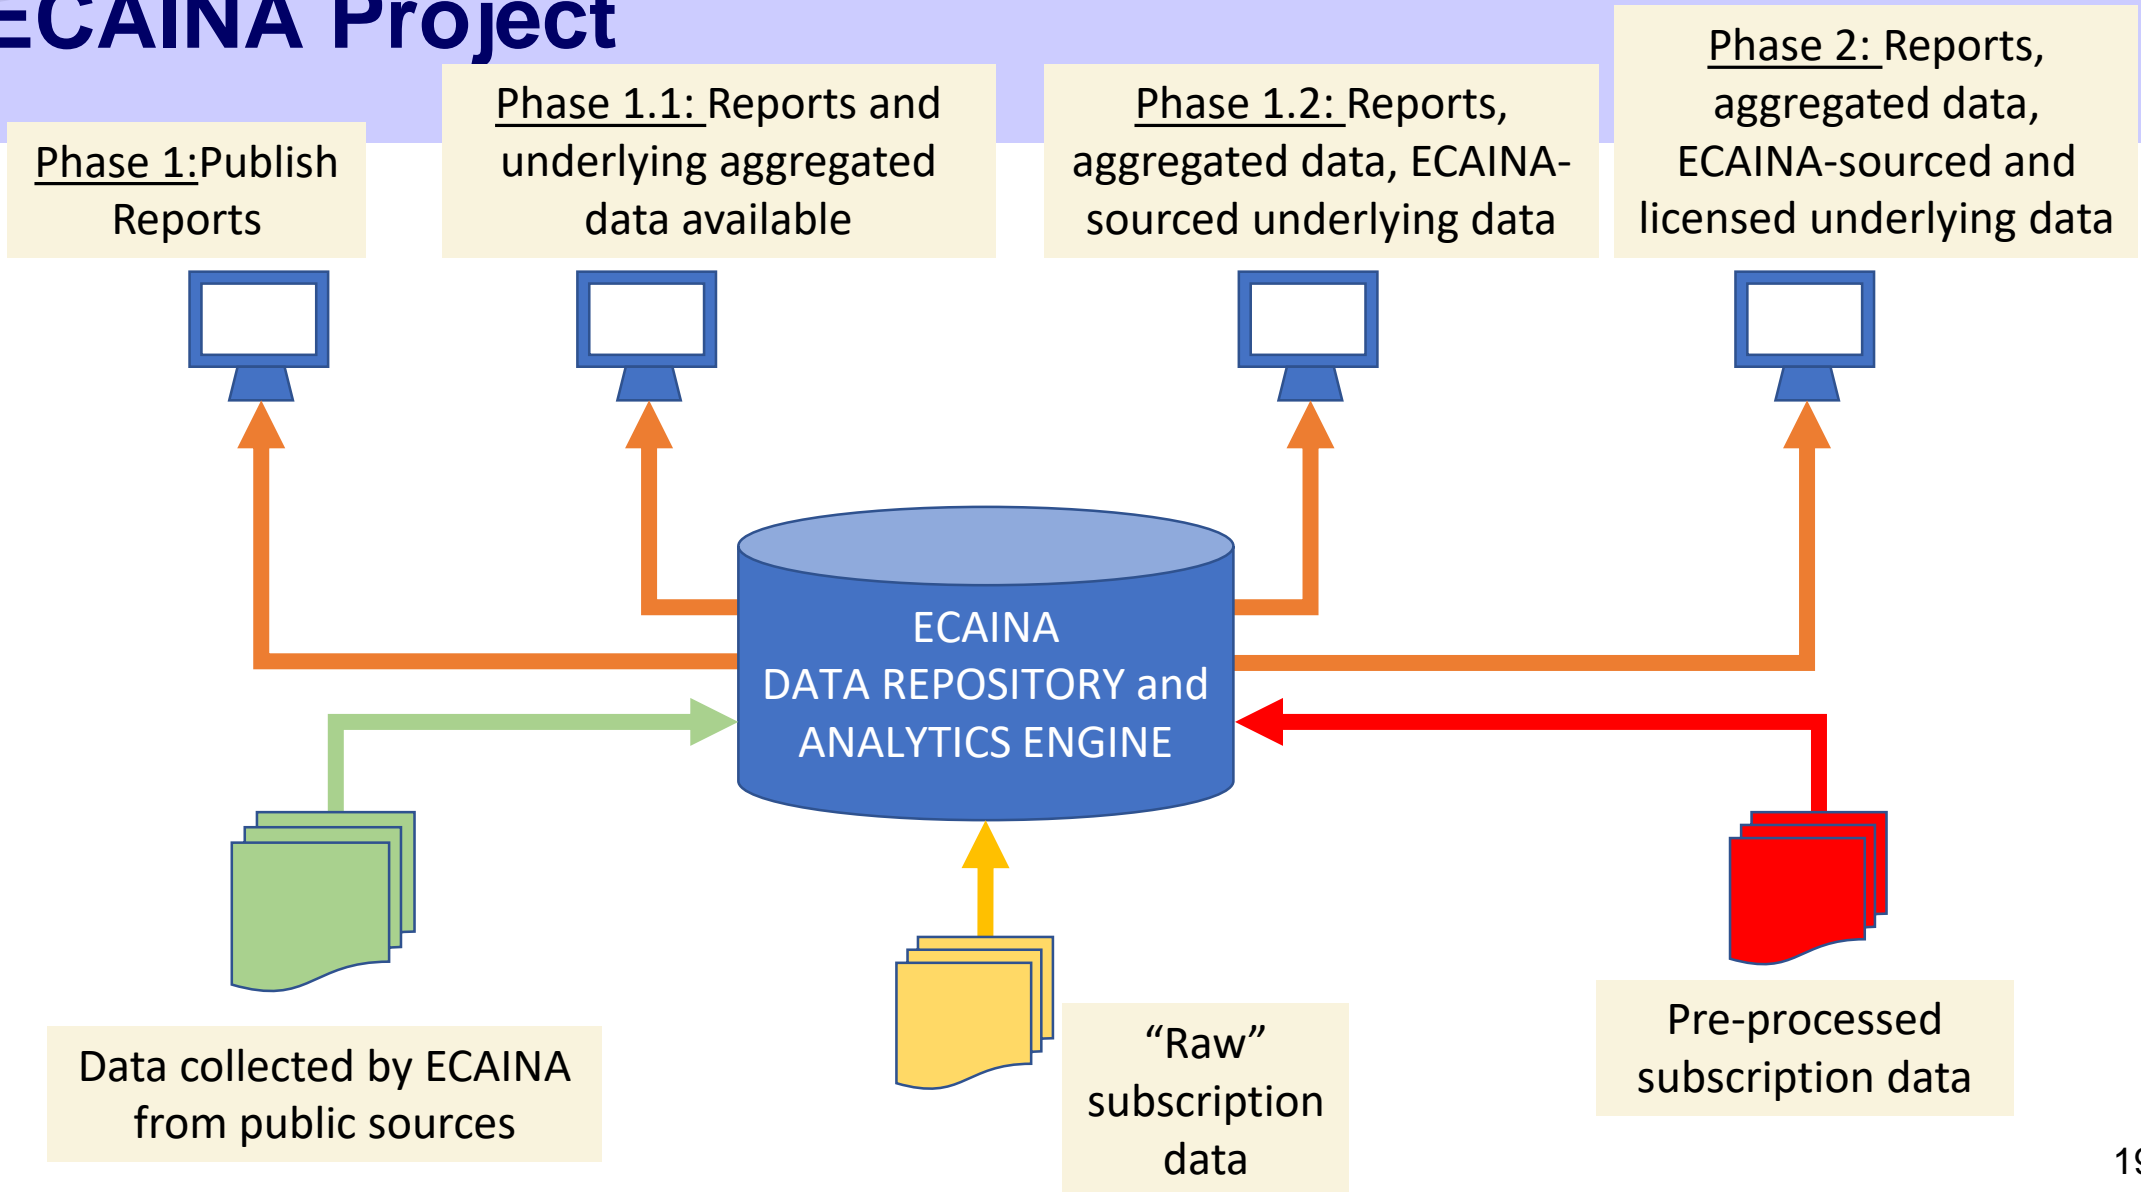 ECAINA Project
Phase 1:Publish
Reports
Phase 1.1: Reports and
underlying aggregated
data available
Phase 1.2: Reports,
aggregated data, ECAINA-
sourced underlying data
Phase 2: Reports,
aggregated data,
ECAINA-sourced and
licensed underlying data
ECAINA
DATA REPOSITORY and
ANALYTICS ENGINE
Data collected by ECAINA
from public sources
“Raw”
subscription
data
Pre-processed
subscription data
19